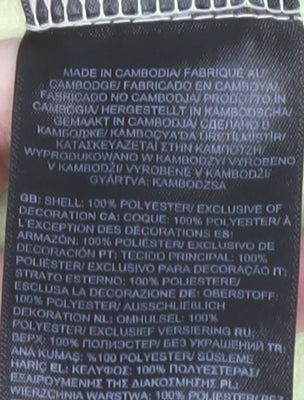 MADE IN CAMBODIA/ FABRIQUÉ AU
CAMBODGE/ FABRICADO EN CAMBOYA/
FABRICADO NO CAMBODJA/ PRODOTTO IN
CAMBOGIA/ HERGESTELLT IN KAMBODSCHA/
GEMAAKT IN CAMBODJA/ СДЕЛАНО В
КАМБОДЖЕ/ KAMBOÇYA'DA ÜRETİLMİŞTİR/
ΚΑΤΑΣΚΕΥΑΖΕΤΑΙ ΣΤΗΝ ΚΑΜΠΟΤΖΗ/
WYPRODUKOWANO W KAMBODŻY/ VYROBENO
V KAMBODŽI/ VYROBENÉ V KAMBODŽI/
GYÁRTVA: KAMBODZSA
GB: SHELL: 100% POLYESTER/ EXCLUSIVE OF
DECORATION CA: COQUE: 100% POLYESTER/ À
L'EXCEPTION DES DÉCORATIONS ES:
ARMAZÓN: 100% POLIÉSTER/ EXCLUSIVO DE
DECORACIÓN PT: TECIDO PRINCIPAL: 100%
POLIÉSTER/ EXCLUSIVO PARA DECORAÇÃO IT:
STRATO ESTERNO: 100% POLIESTERE/
ESCLUSA LA DECORAZIONE DE: OBERSTOFF:
100% POLYESTER/ AUSSCHLIEßLICH
DEKORATION NL: OMHULSEL: 100%
POLYESTER/ EXCLUSIEF VERSIERING RU:
ВЕРХ: 100% ПОЛИЭСТЕР/ БЕЗ УКРАШЕНИЙ TR:
ANA KUMAŞ: %100 POLYESTER/ SÜSLEME
HARİÇ EL: ΚΕΛΥΦΟΣ: 100% ΠΟΛΥΕΣΤΕΡΑΣ/
ΕΞΑΙΡΟΥΜΕΝΗΣ ΤΗΣ ΔΙΑΚΟΣΜΗΣΗΣ PL:
WIERZCHNIA WARSTWA: 100% POLIESTER/ BEZ